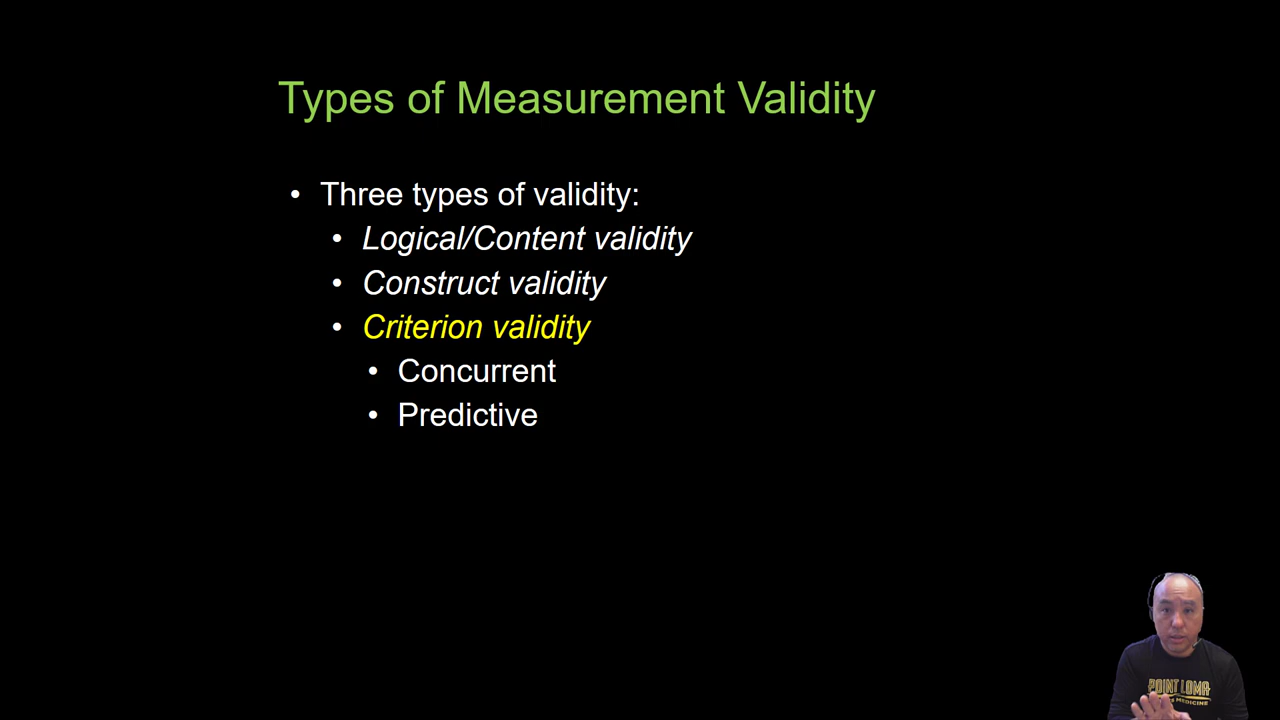 Types of Measurement Validity
• Three types of validity:
• Logical/Content validity
• Construct validity
• Criterion validity
• Concurrent
• Predictive
POINT LOMA
MEDICINE